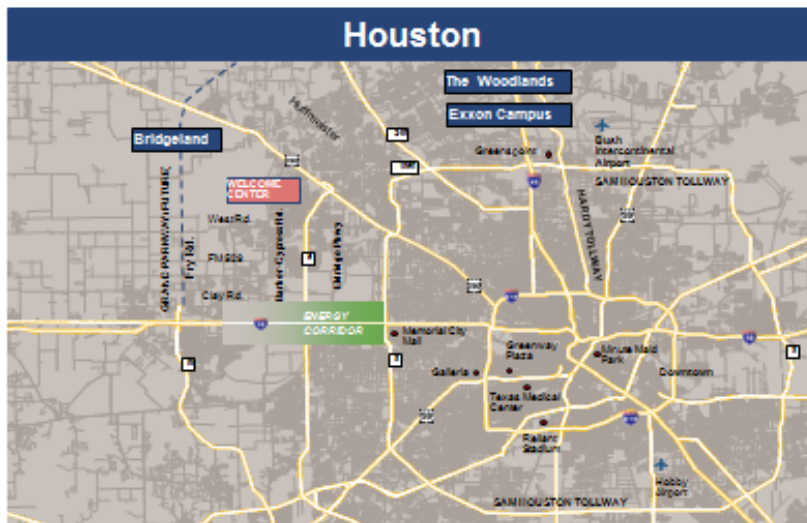 Houston
The Woodlands
Exxon Campus
Bridgeland
Huffmeister
Greenspoint
Bush
Intercontinental
Airport
WELCOME
CENTER
SAM HOUSTON TOLLWAY
HARDY TOLLWAY
GRAND PARKWAY (FUTURE)
Fry Rd.
West Rd.
FM 529
Clay Rd.
Barker-Cypress Rd.
ENERGY
CORRIDOR
Memorial City
Mall
Greenway
Plaza
Galleria
Minute Maid
Park
Downtown
Texas Medical
Center
Reliant
Stadium
Hobby
Airport
SAM HOUSTON TOLLWAY